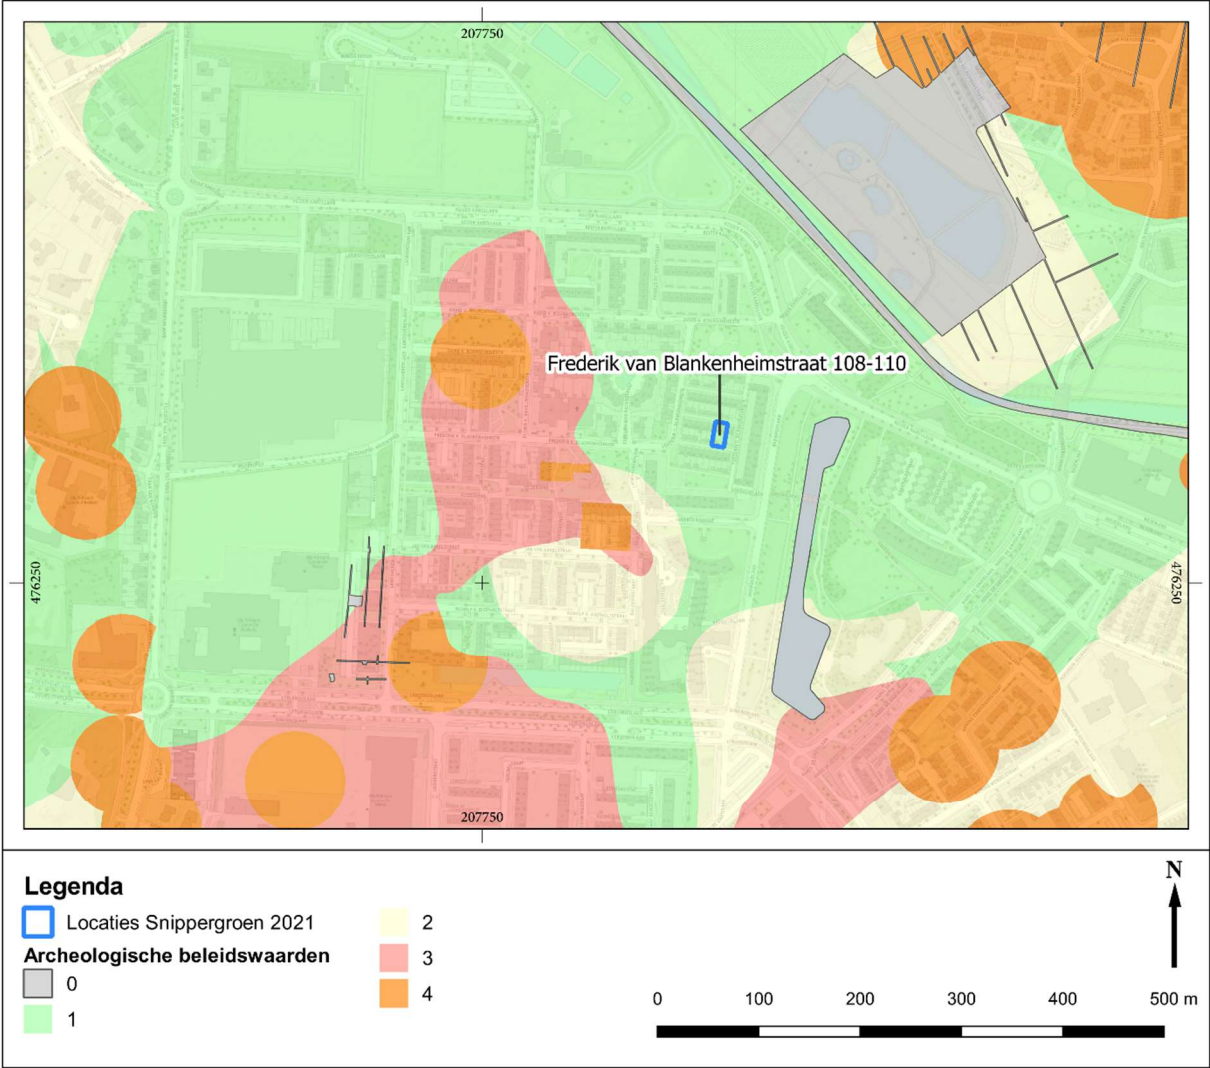 207750
Frederik van Blankenheimstraat 108-110
476250
476250
207750
Legenda
Locaties Snippergroen 2021
Archeologische beleidswaarden
0
1
2
3
4
N
0 100 200 300 400 500 m